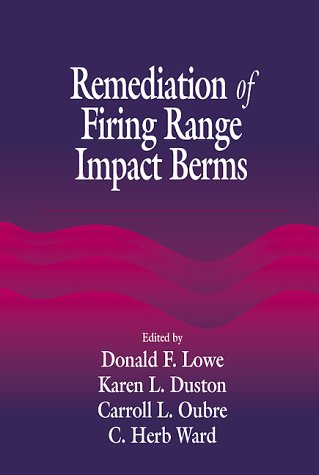 Remediation of
Firing Range
Impact Berms
Edited by
Donald F. Lowe
Karen L. Duston
Carroll L. Oubre
C. Herb Ward